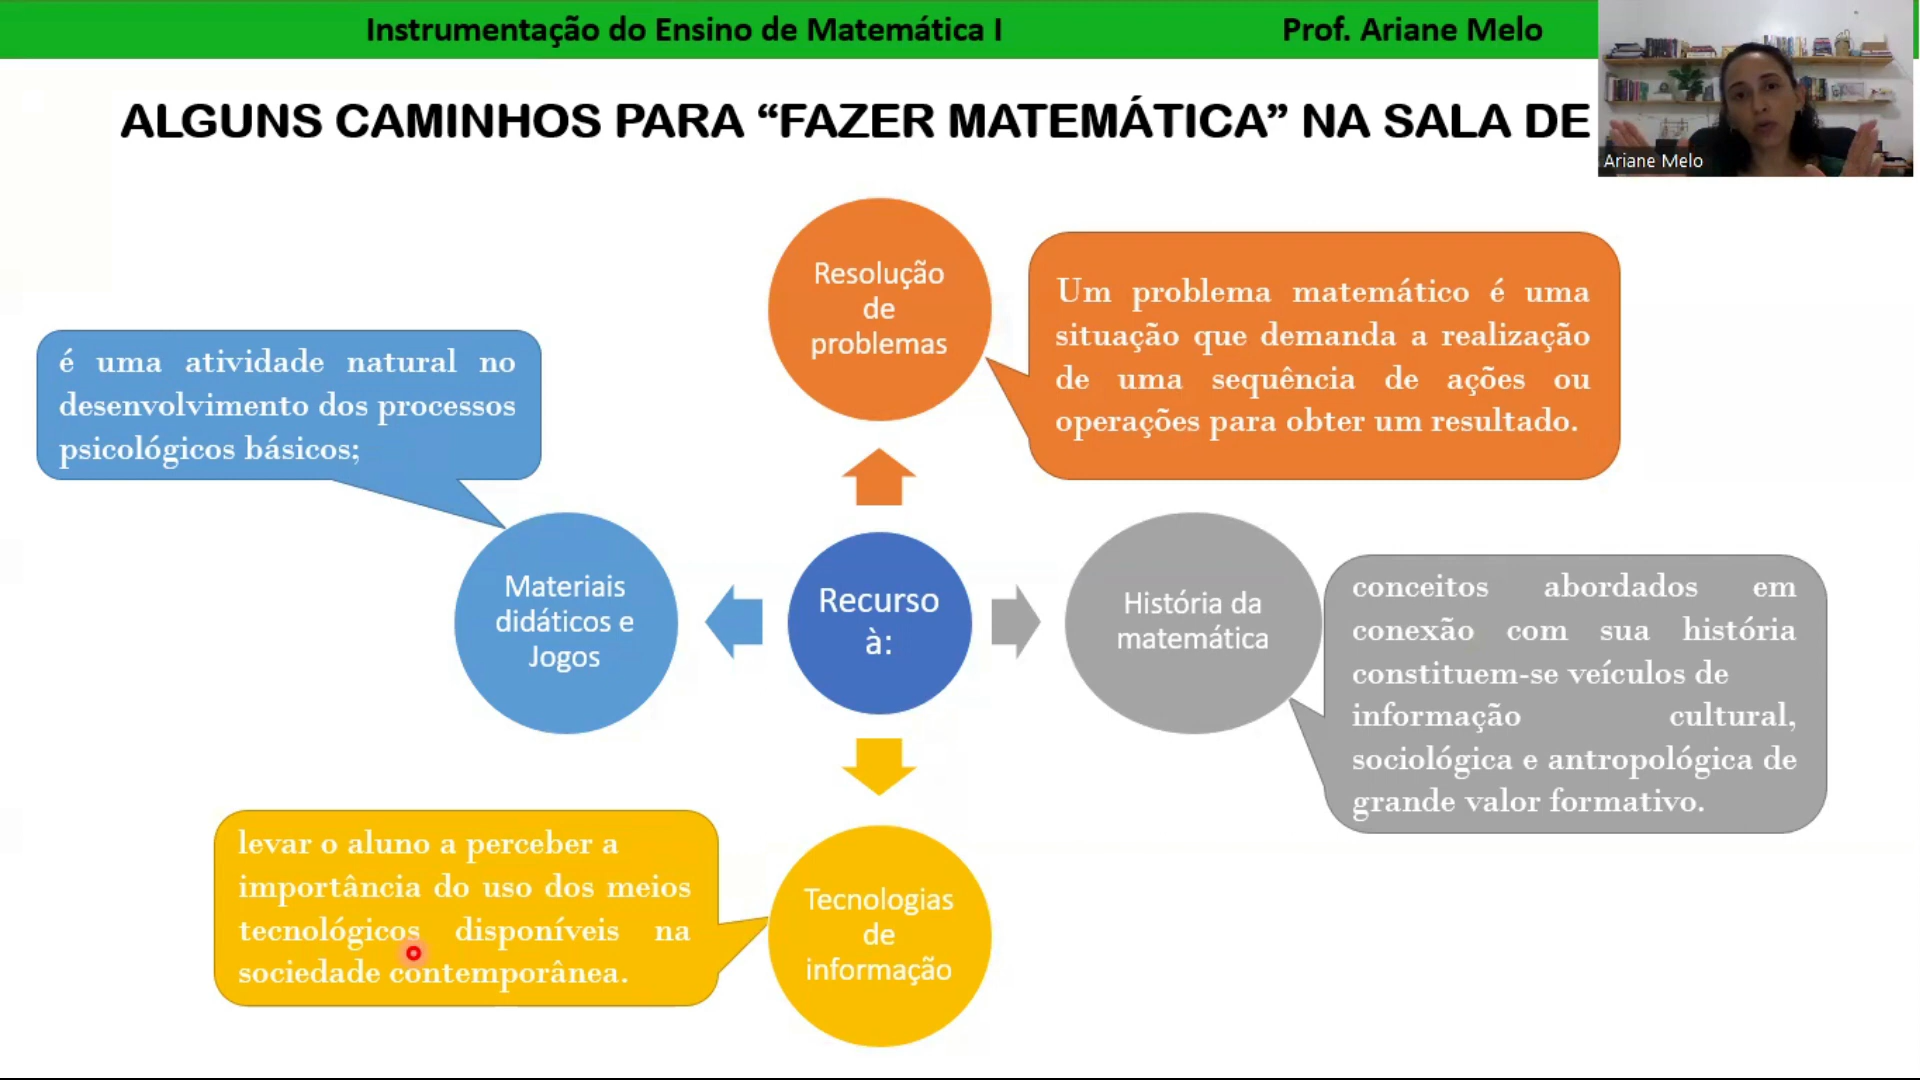 Instrumentação do Ensino de Matemática I
Prof. Ariane Melo
Ariane Melo
ALGUNS CAMINHOS PARA “FAZER MATEMÁTICA” NA SALA DE
Resolução
de
problemas
Um problema matemático é uma
situação que demanda a realização
de uma sequência de ações ou
operações para obter um resultado.
é uma atividade natural no
desenvolvimento dos processos
psicológicos básicos;
Materiais
didáticos e
Jogos
Recurso
à:
História da
matemática
conceitos abordados em
conexão com sua história
constituem-se veículos de
informação cultural,
sociológica e antropológica de
grande valor formativo.
levar o aluno a perceber a
importância do uso dos meios
tecnológicos disponíveis na
sociedade contemporânea.
Tecnologias
de
informação